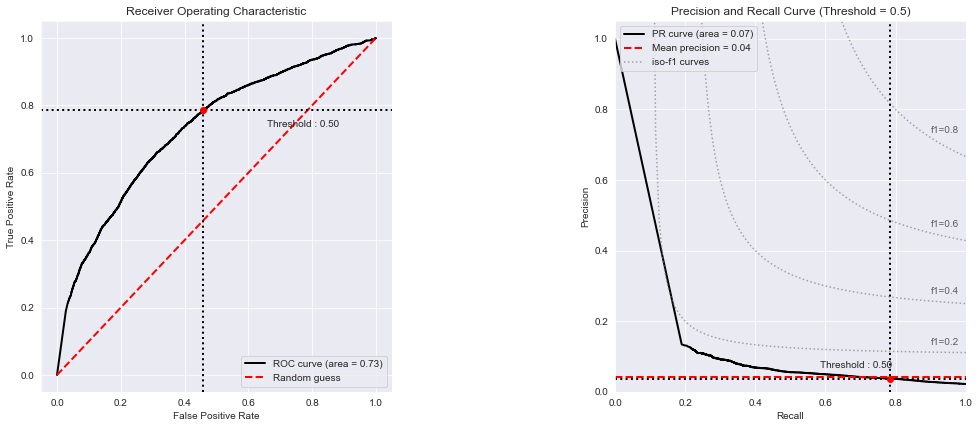 Receiver Operating Characteristic
1.0
0.8
0.6
0.4
0.2
0.0
True Positive Rate
Threshold : 0.50
ROC curve (area = 0.73)
Random guess
0.0 0.2 0.4 0.6 0.8 1.0
False Positive Rate
Precision and Recall Curve (Threshold = 0.5)
PR curve (area = 0.07)
Mean precision = 0.04
iso-f1 curves
1.0
0.8
0.6
0.4
0.2
0.0
Precision
f1=0.8
f1=0.6
f1=0.4
f1=0.2
Threshold : 0.50
0.0 0.2 0.4 0.6 0.8 1.0
Recall